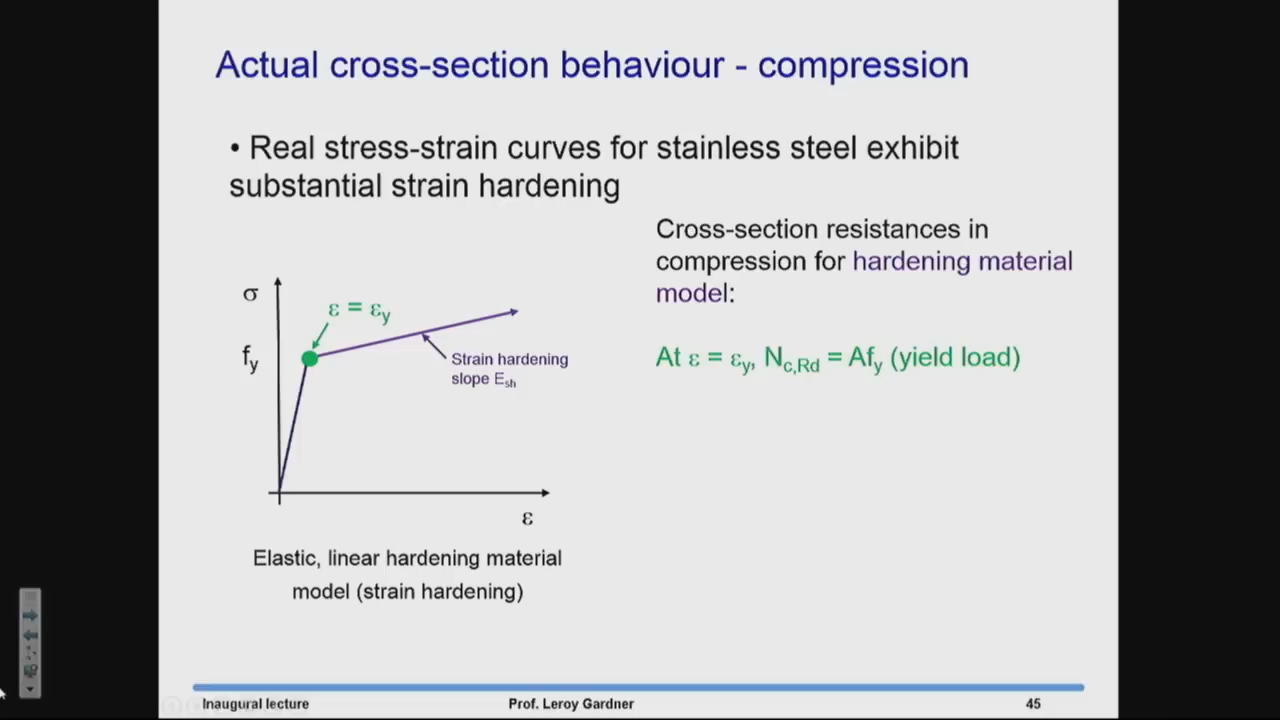 Actual cross-section behaviour - compression
• Real stress-strain curves for stainless steel exhibit
substantial strain hardening
Cross-section resistances in
compression for hardening material
model:
σ
ε = εy
fy
Strain hardening
slope Esh
At ε = εy, Nc,Rd = Afy (yield load)
ε
Elastic, linear hardening material
model (strain hardening)
Inaugural lecture
Prof. Leroy Gardner
45